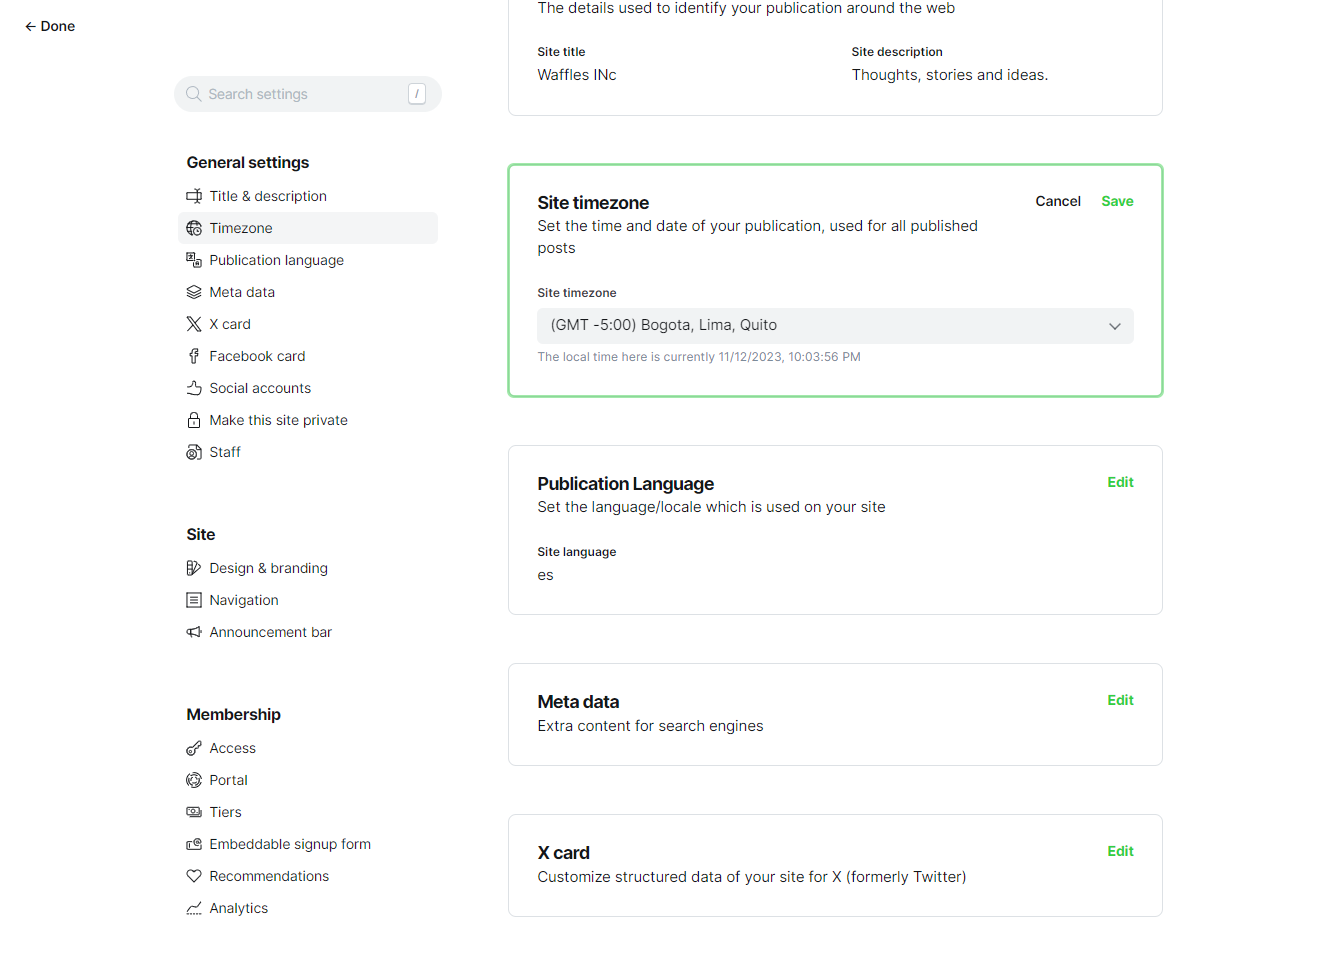 ← Done
Search settings /
General settings
Title & description
Timezone
Publication language
Meta data
X card
Facebook card
Social accounts
Make this site private
Staff
Site
Design & branding
Navigation
Announcement bar
Membership
Access
Portal
Tiers
Embeddable signup form
Recommendations
Analytics
The details used to identify your publication around the web
Site title
Waffles INc
Site description
Thoughts, stories and ideas.
Site timezone
Cancel Save
Set the time and date of your publication, used for all published
posts
Site timezone
(GMT -5:00) Bogota, Lima, Quito
The local time here is currently 11/12/2023, 10:03:56 PM
Publication Language
Edit
Set the language/locale which is used on your site
Site language
es
Meta data
Edit
Extra content for search engines
X card
Edit
Customize structured data of your site for X (formerly Twitter)